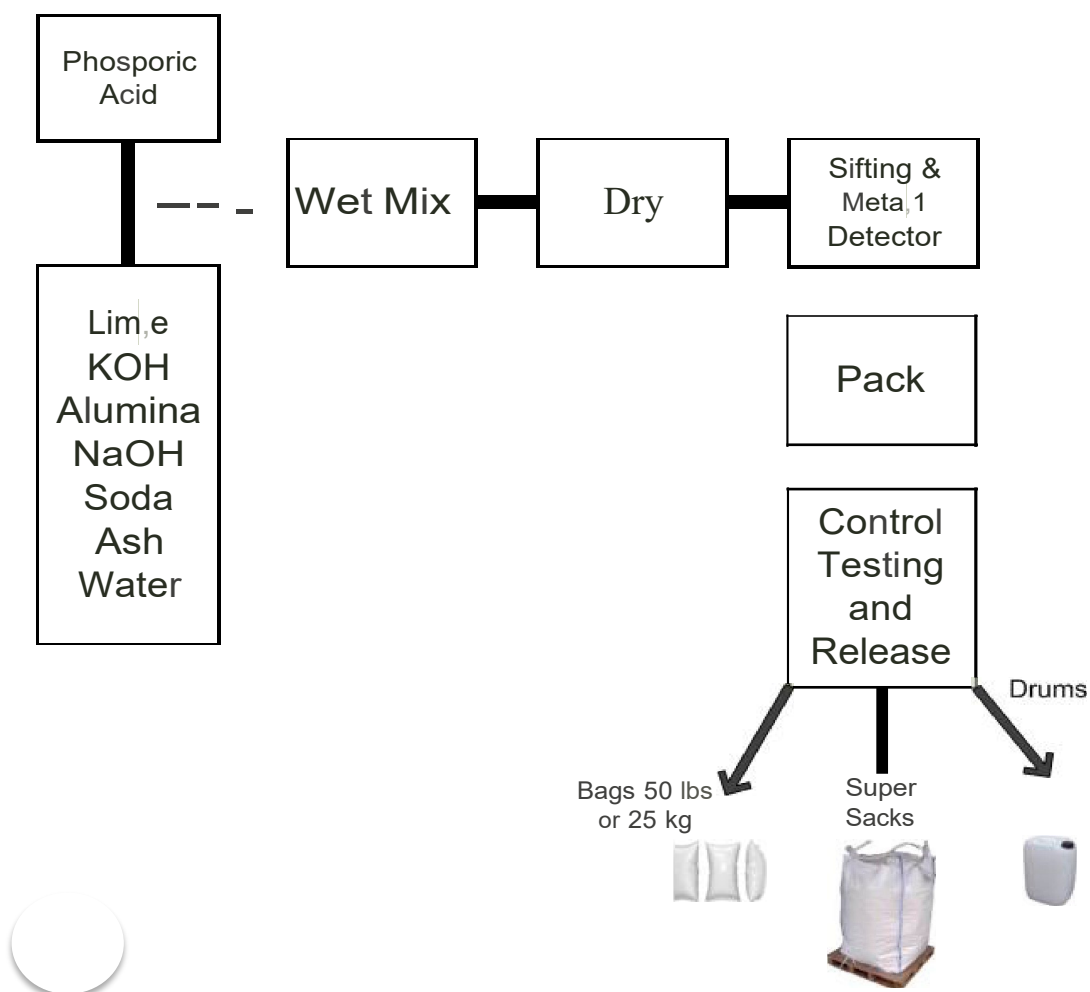 Phosporic
Acid
Wet Mix
Dry
Sifting &
Meta,1
Detector
Lim,e
KOH
Alumina
NaOH
Soda
Ash
Water
Pack
Control
Testing
and
Release
Drums
Bags 50 lbs
or 25 kg
Super
Sacks